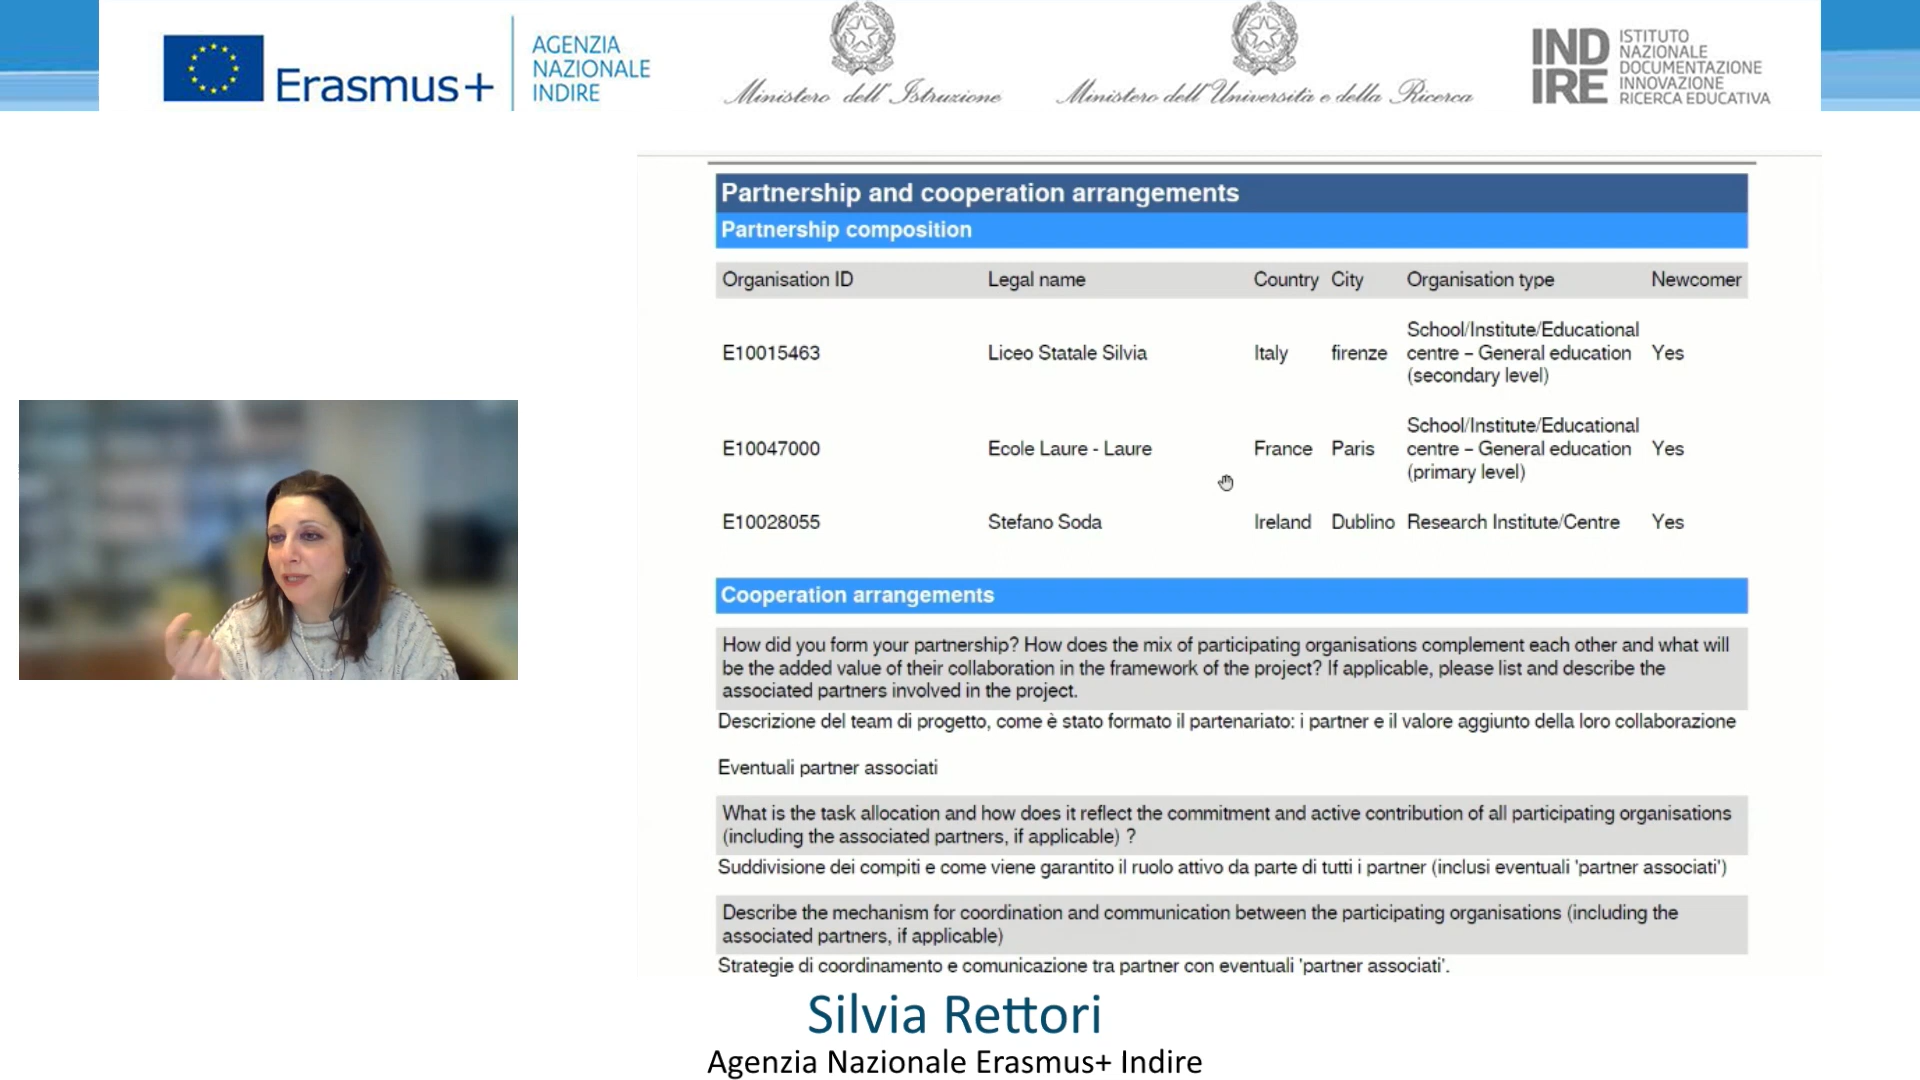 Erasmus+
AGENZIA
NAZIONALE
INDIRE
Ministero dell'Istruzione
Ministero dell'Università e della Ricerca
IND
IRE
ISTITUTO
NAZIONALE
DOCUMENTAZIONE
INNOVAZIONE
RICERCA EDUCATIVA
Partnership and cooperation arrangements
Partnership composition
Organisation ID Legal name Country City Organisation type Newcomer
E10015463 Liceo Statale Silvia Italy firenze School/Institute/Educational
centre – General education
(secondary level) Yes
E10047000 Ecole Laure - Laure France Paris School/Institute/Educational
centre – General education
(primary level) Yes
E10028055 Stefano Soda Ireland Dublino Research Institute/Centre Yes
Cooperation arrangements
How did you form your partnership? How does the mix of participating organisations complement each other and what will
be the added value of their collaboration in the framework of the project? If applicable, please list and describe the
associated partners involved in the project.
Descrizione del team di progetto, come è stato formato il partenariato: i partner e il valore aggiunto della loro collaborazione
Eventuali partner associati
What is the task allocation and how does it reflect the commitment and active contribution of all participating organisations
(including the associated partners, if applicable) ?
Suddivisione dei compiti e come viene garantito il ruolo attivo da parte di tutti i partner (inclusi eventuali 'partner associati')
Describe the mechanism for coordination and communication between the participating organisations (including the
associated partners, if applicable)
Strategie di coordinamento e comunicazione tra partner con eventuali 'partner associati'.
Silvia Rettori
Agenzia Nazionale Erasmus+ Indire